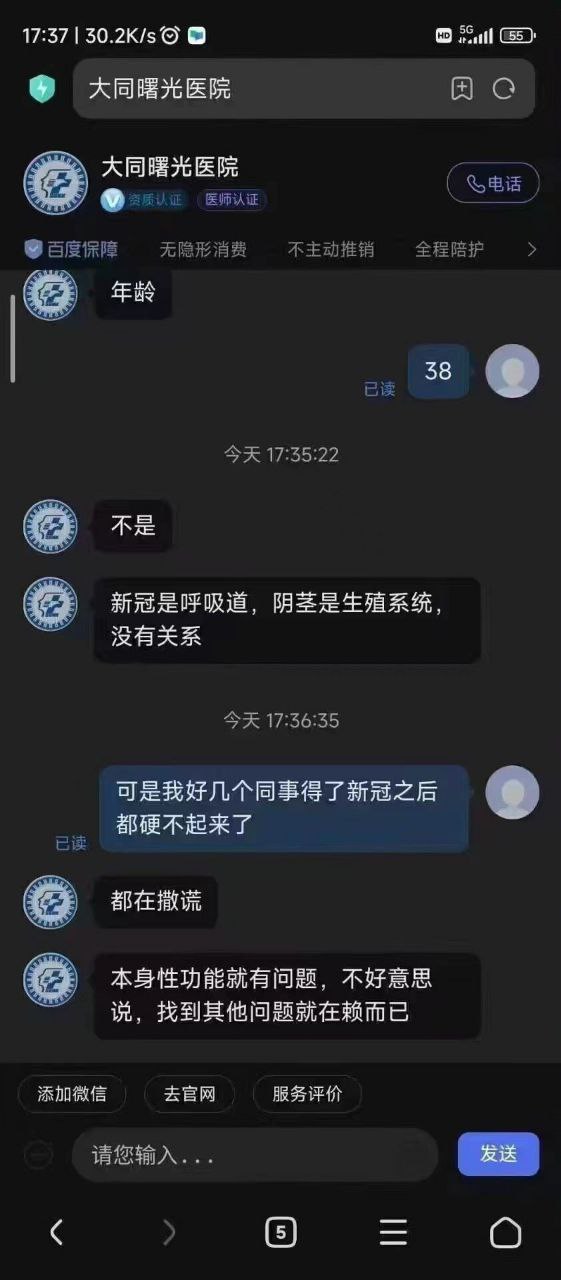 17:37 | 30.2K/s
HD 5G 55
大同曙光医院
大同曙光医院
资质认证 医师认证
电话
百度保障 无隐形消费 不主动推销 全程陪护
年龄
38
已读
今天 17:35:22
不是
新冠是呼吸道，阴茎是生殖系统，
没有关系
今天 17:36:35
可是我好几个同事得了新冠之后
都硬不起来了
已读
都在撒谎
本身性功能就有问题，不好意思
说，找到其他问题就在赖而已
添加微信 去官网 服务评价
请您输入...
发送
5